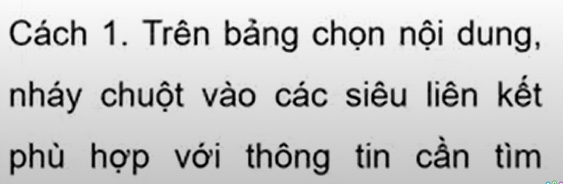 Cách 1. Trên bảng chọn nội dung,
nháy chuột vào các siêu liên kết
phù hợp với thông tin cần tìm